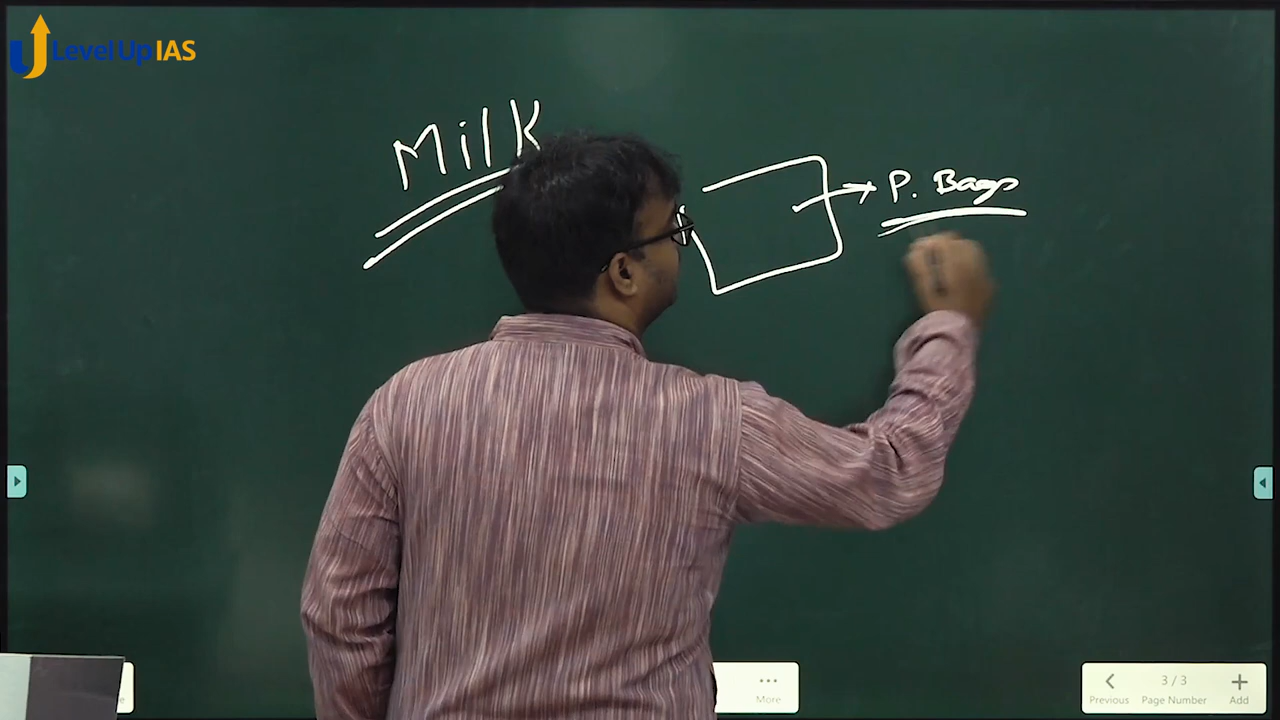 Level Up IAS
Milk
P. Bags
More
Previous
3 / 3
Page Number
Add